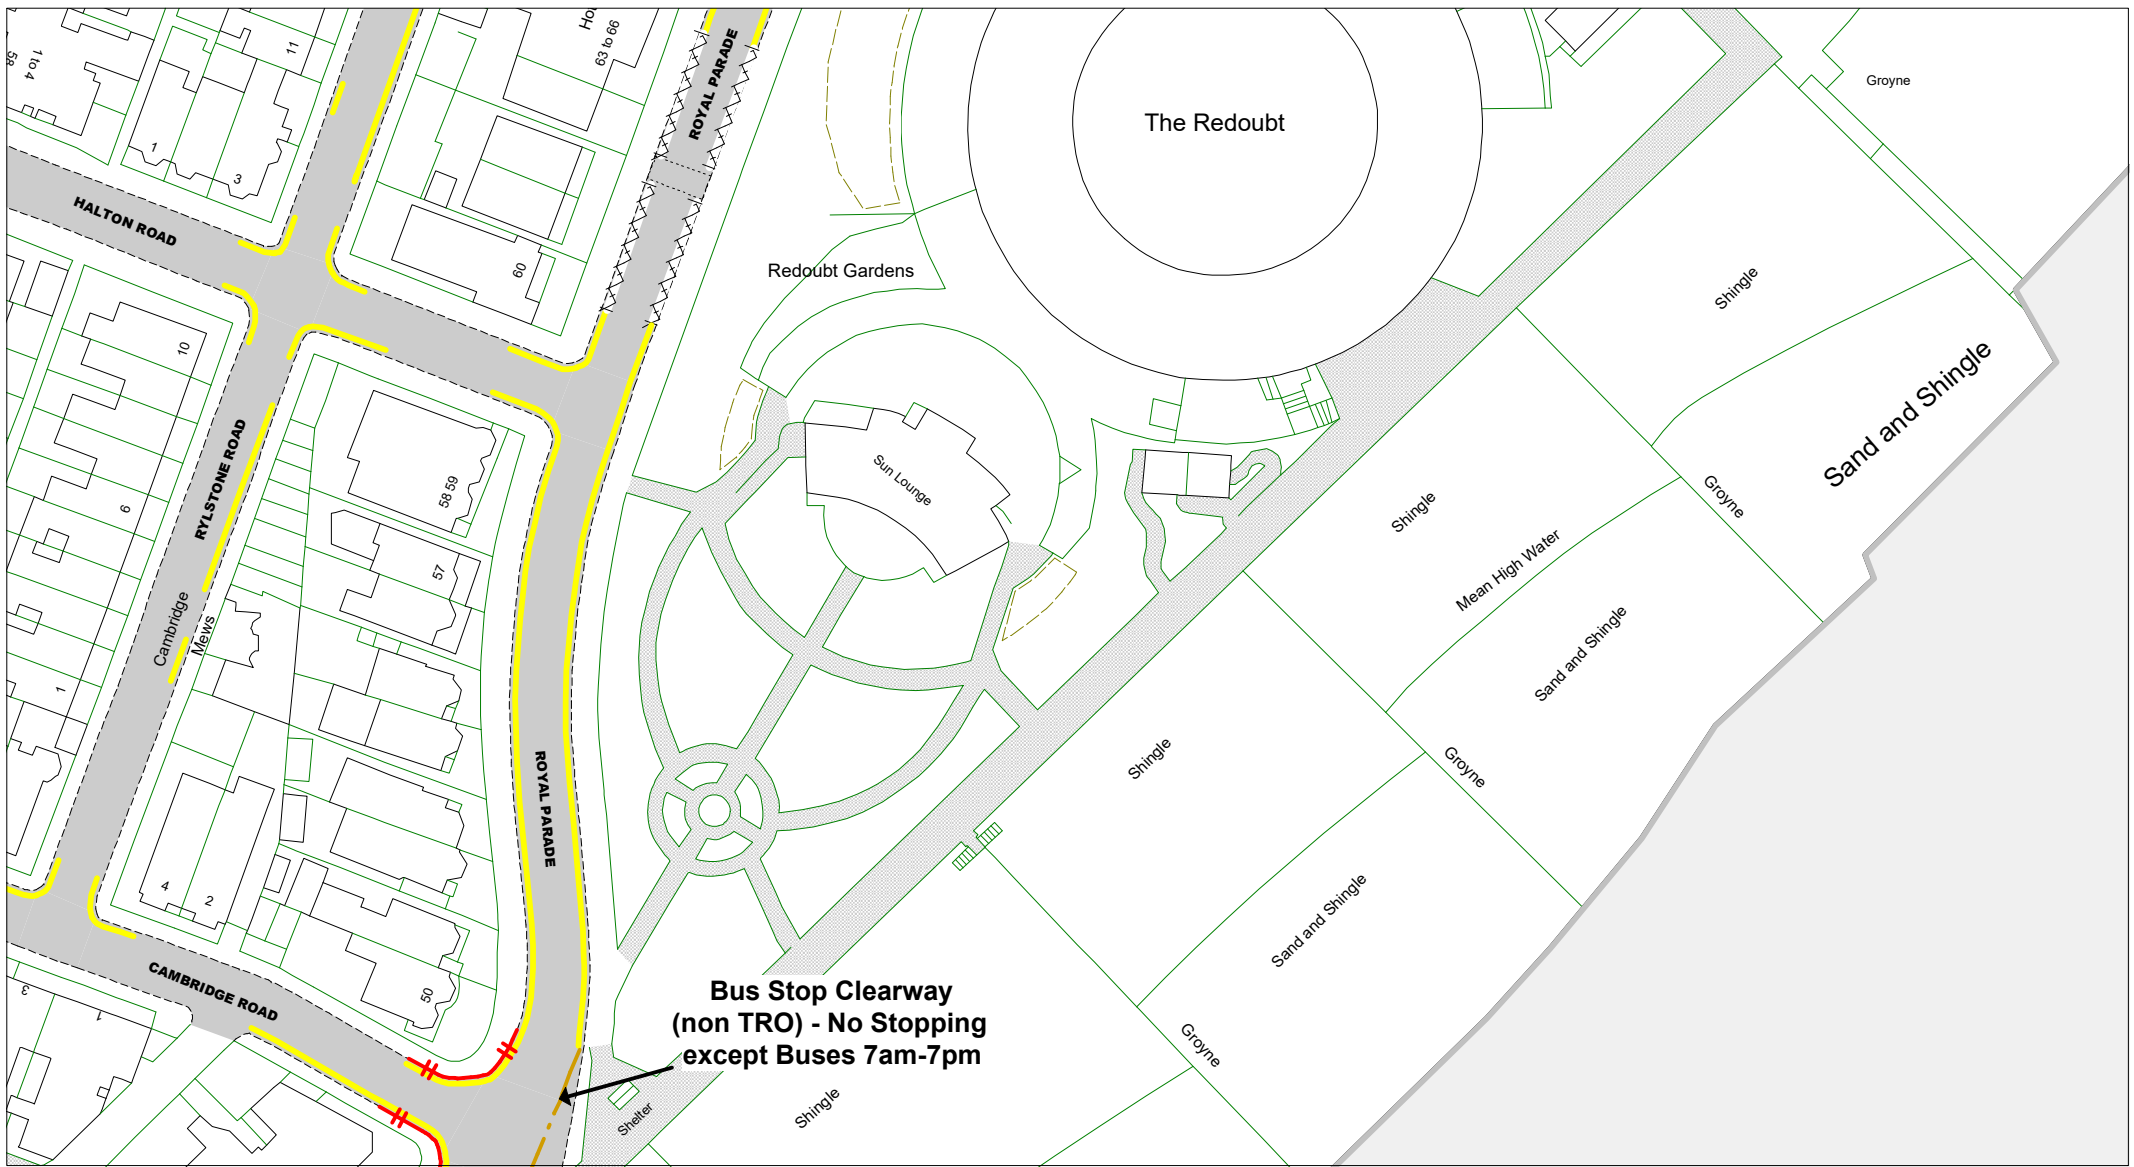 58
1 to 4
11
Hou
63 to 66
ROYAL PARADE
Groyne
The Redoubt
1
3
HALTON ROAD
60
Redoubt Gardens
Shingle
10
Sand and Shingle
RYLSTONE ROAD
58 59
Sun Lounge
6
Shingle
Groyne
Mean High Water
57
Cambridge
Mews
Sand and Shingle
1
ROYAL PARADE
Shingle
Groyne
4
2
Sand and Shingle
CAMBRIDGE ROAD
50
3
1
Bus Stop Clearway
(non TRO) - No Stopping
except Buses 7am-7pm
Groyne
Shelter
Shingle